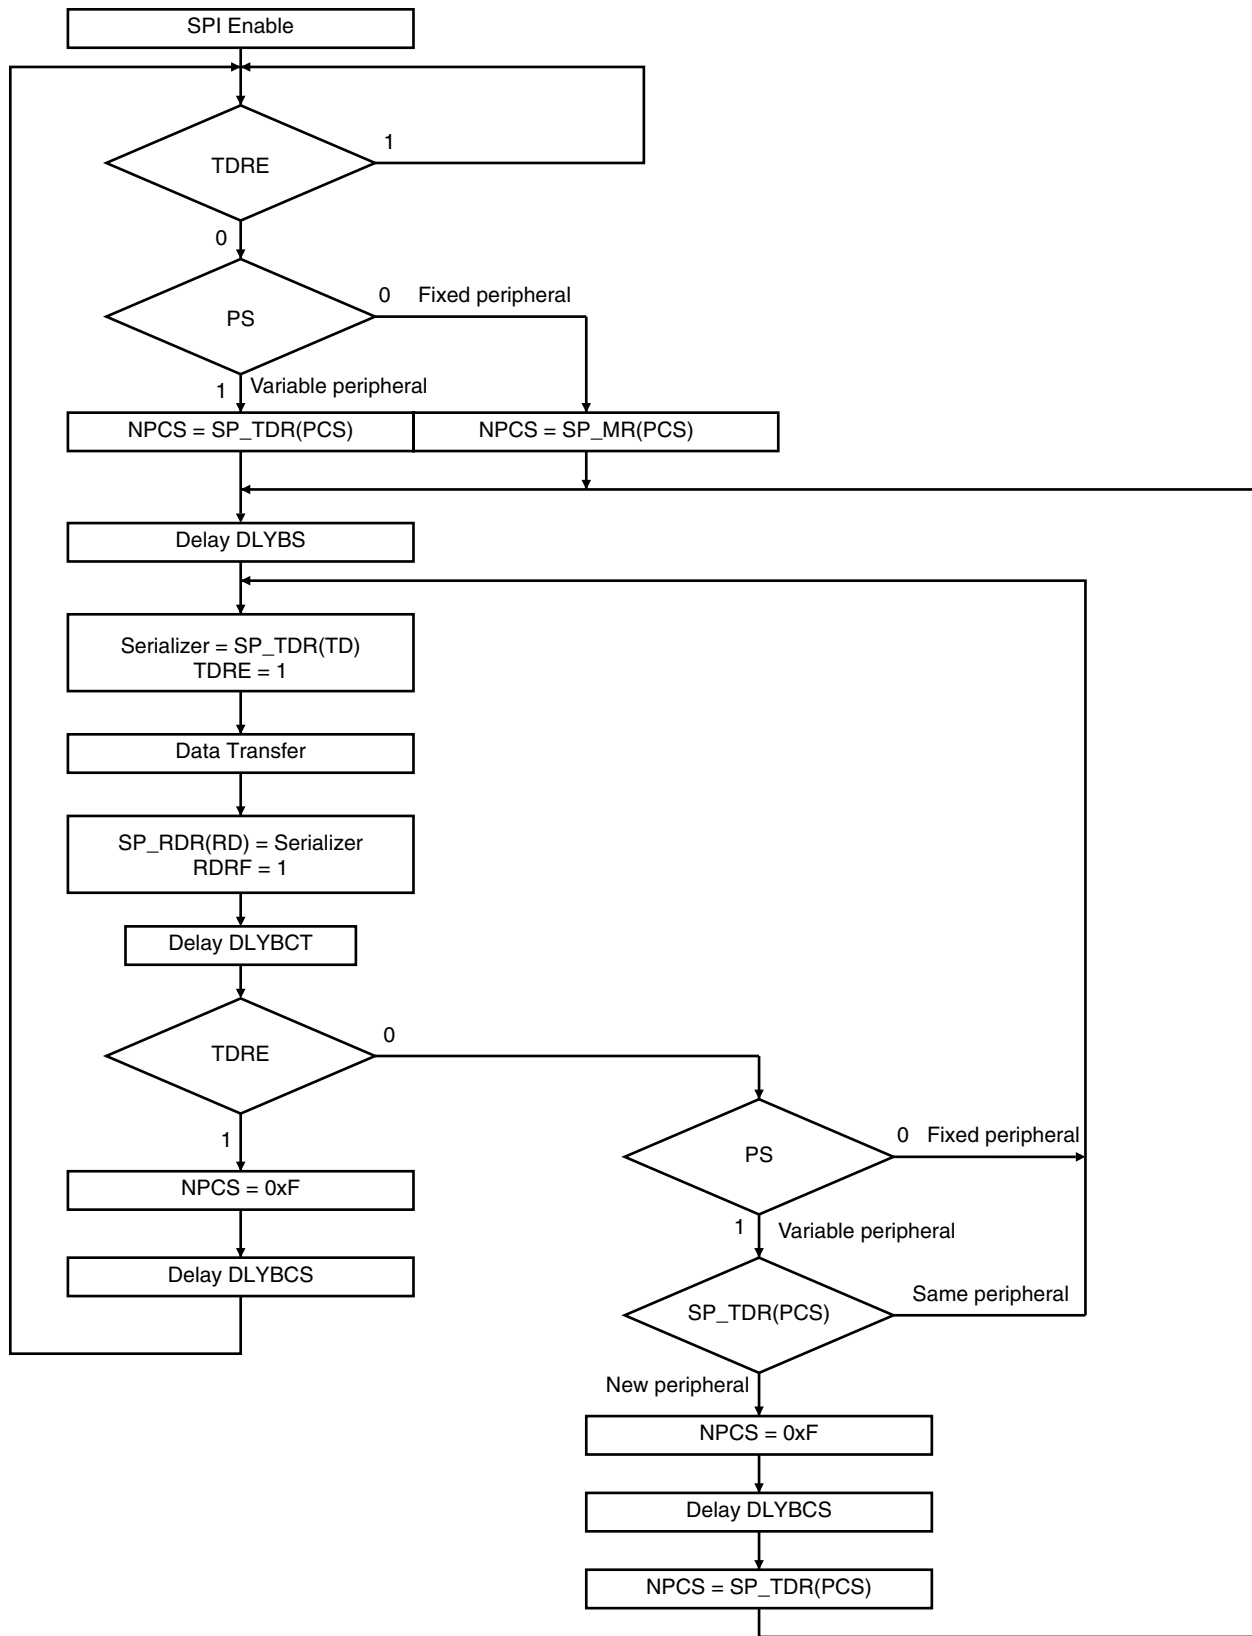 SPI Enable
1
TDRE
0
0 Fixed peripheral
PS
1 Variable peripheral
NPCS = SP_TDR(PCS)
NPCS = SP_MR(PCS)
Delay DLYBS
Serializer = SP_TDR(TD)
TDRE = 1
Data Transfer
SP_RDR(RD) = Serializer
RDRF = 1
Delay DLYBCT
0
TDRE
1
0 Fixed peripheral
PS
NPCS = 0xF
1 Variable peripheral
Delay DLYBCS
Same peripheral
SP_TDR(PCS)
New peripheral
NPCS = 0xF
Delay DLYBCS
NPCS = SP_TDR(PCS)